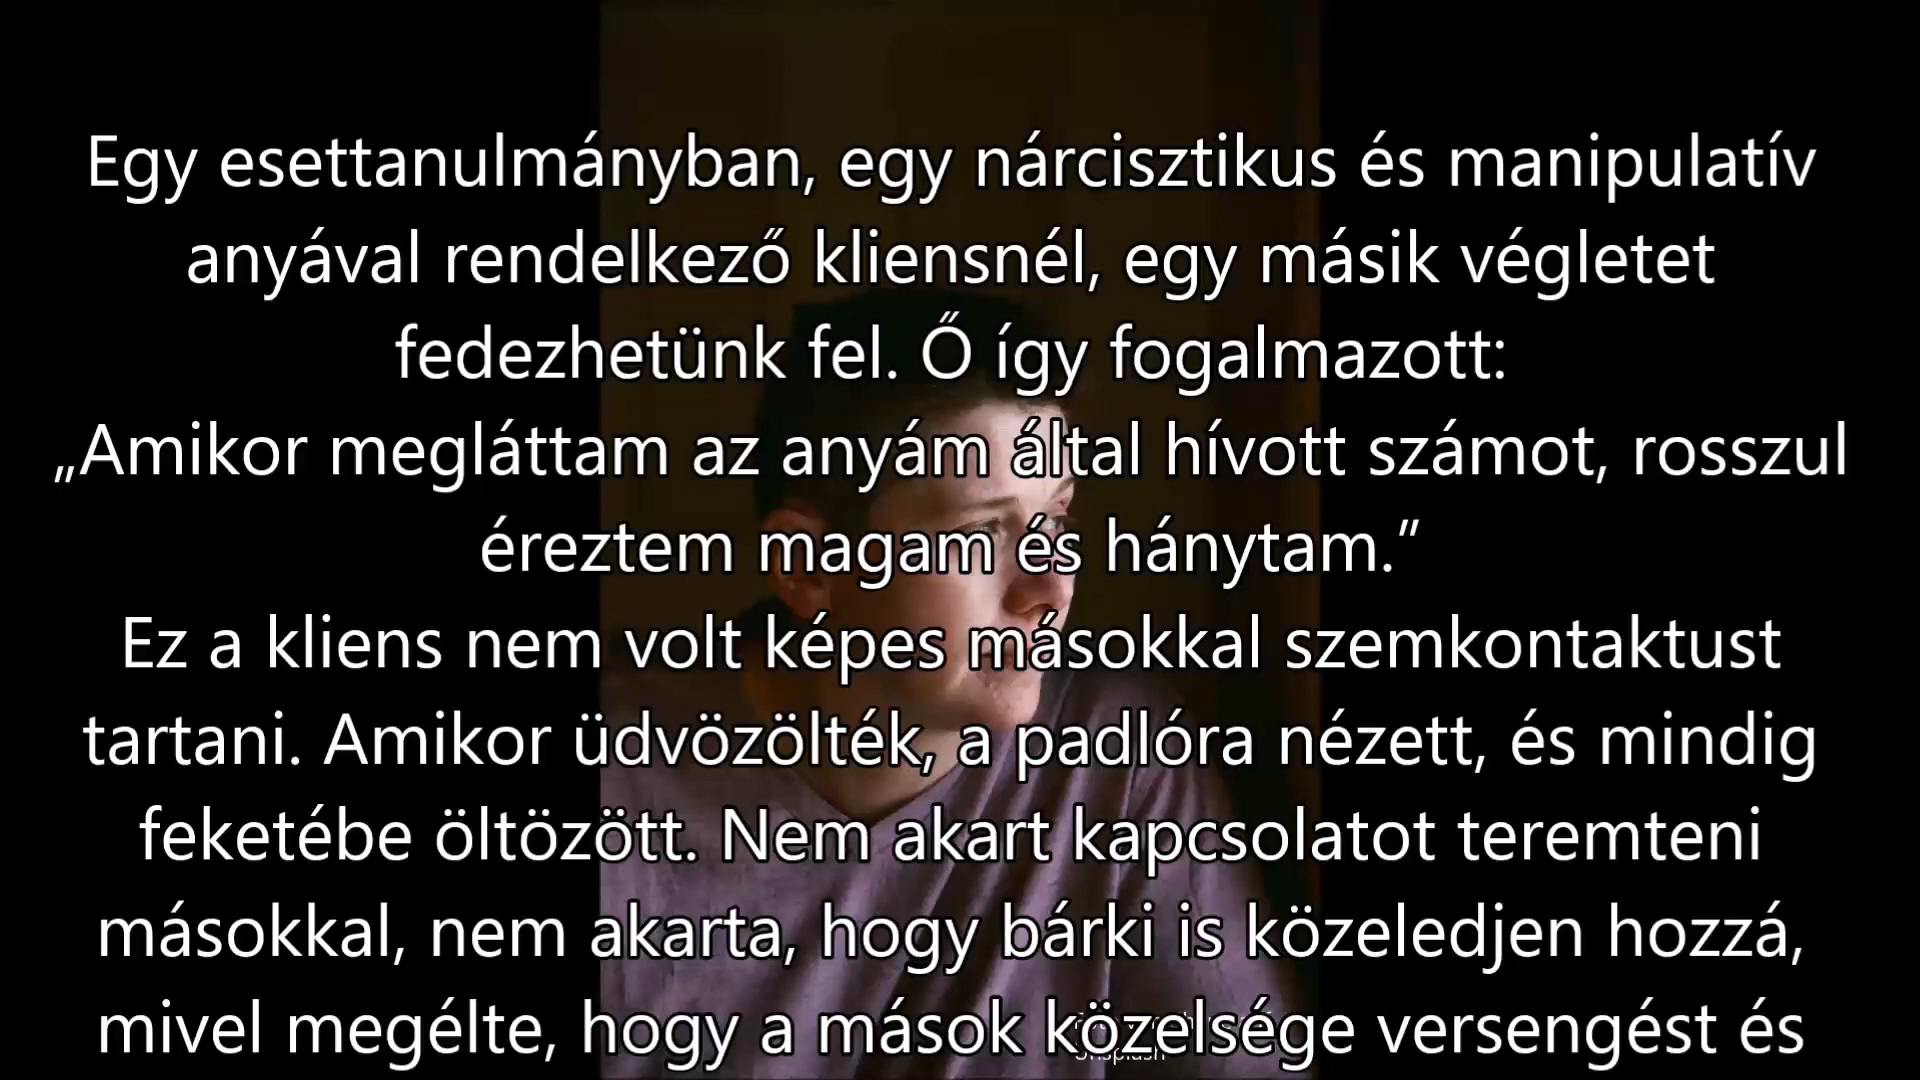 Egy esettanulmányban, egy nárcisztikus és manipulatív
anyával rendelkező kliensnél, egy másik végletet
fedezhetünk fel. Ő így fogalmazott:
„Amikor megláttam az anyám által hívott számot, rosszul
éreztem magam és hánytam.”
Ez a kliens nem volt képes másokkal szemkontaktust
tartani. Amikor üdvözölték, a padlóra nézett, és mindig
feketébe öltözött. Nem akart kapcsolatot teremteni
másokkal, nem akarta, hogy bárki is közeledjen hozzá,
mivel megélte, hogy a mások közelsége versengést és
Unsplash